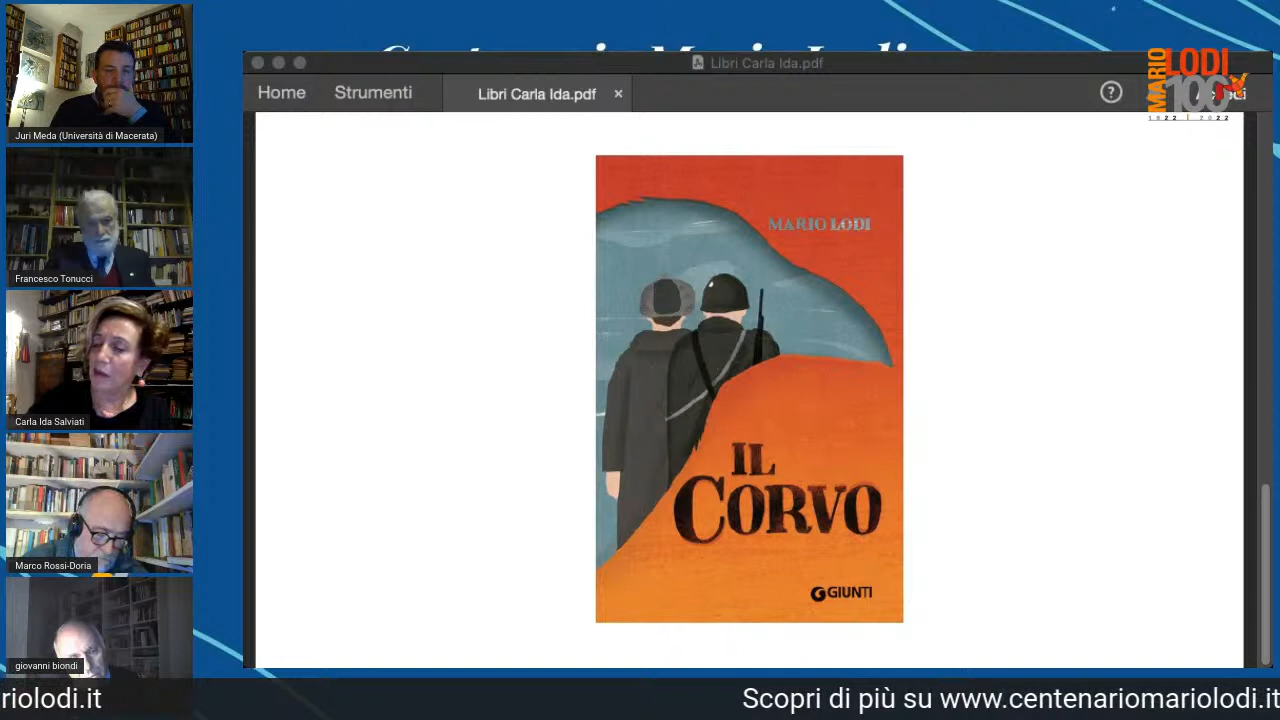 Juri Meda (Università di Macerata)
Francesco Tonucci
Carla Ida Salviati
Marco Rossi-Doria
giovanni biondi
Libri Carla Ida.pdf
Home
Strumenti
Libri Carla Ida.pdf ×
?
MARIO
LODI
100
1922 | 2022
MARIO LODI
IL
CORVO
GIUNTI
riolodi.it
Scopri di più su www.centenariomariolodi.it